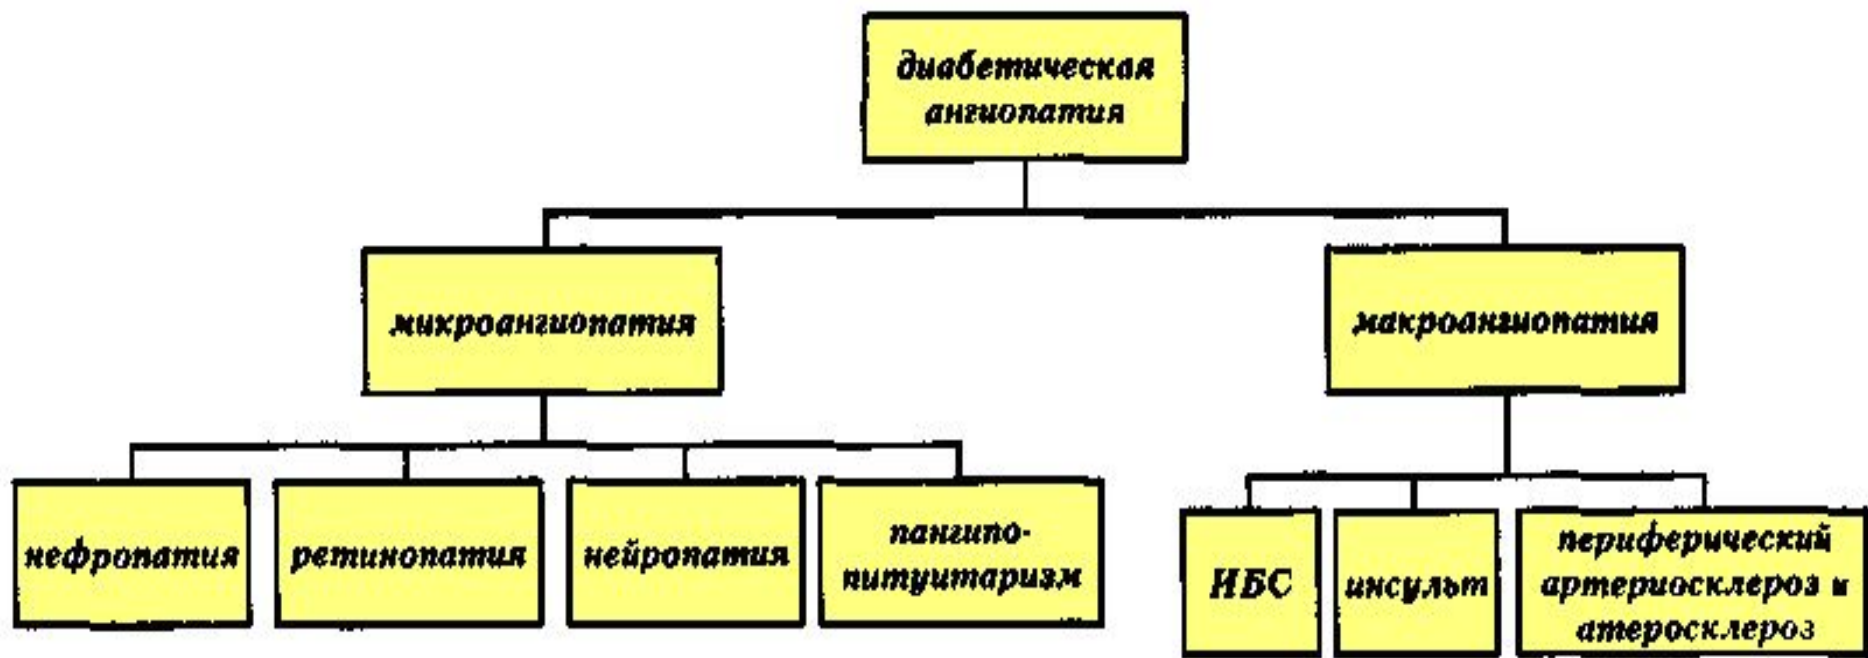 диабетическая
ангиопатия
микроангиопатия
макроангиопатия
нефропатия
ретинопатия
нейропатия
пангипо-
питуитаризм
ИБС
инсульт
периферический
артериосклероз и
атеросклероз